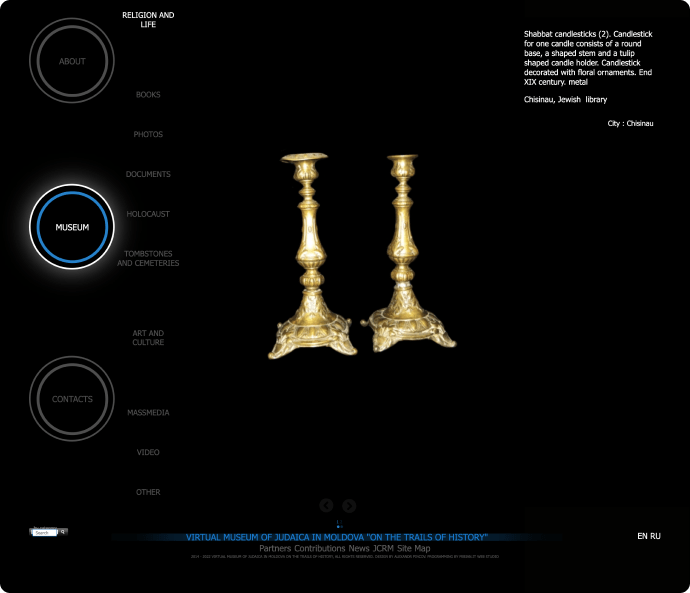 RELIGION AND
LIFE
ABOUT
BOOKS
PHOTOS
DOCUMENTS
HOLOCAUST
MUSEUM
TOMBSTONES
AND CEMETERIES
ART AND
CULTURE
CONTACTS
MASSMEDIA
VIDEO
OTHER
Shabbat candlesticks (2). Candlestick
for one candle consists of a round
base, a shaped stem and a tulip
shaped candle holder. Candlestick
decorated with floral ornaments. End
XIX century. metal
Chisinau, Jewish library
City : Chisinau
Search
VIRTUAL MUSEUM OF JUDAICA IN MOLDOVA "ON THE TRAILS OF HISTORY"
Partners Contributions News JCRM Site Map
EN RU